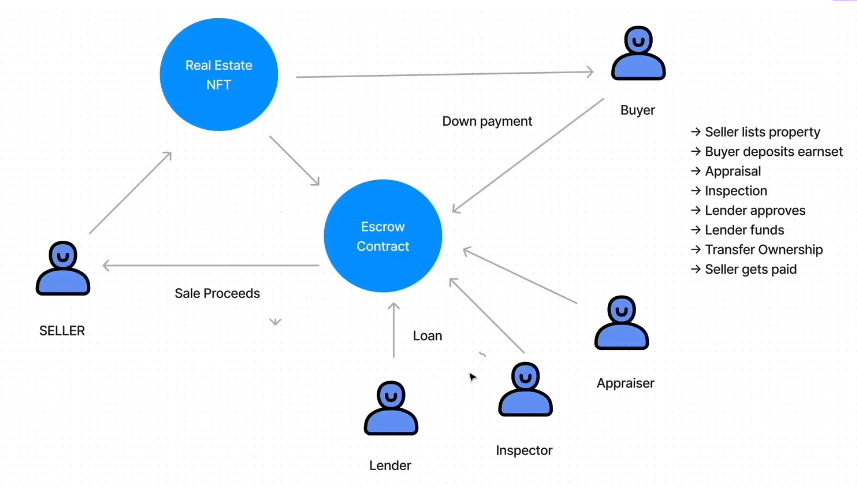 Real Estate
NFT
Buyer
Down payment
→ Seller lists property
→ Buyer deposits earnset
→ Appraisal
→ Inspection
→ Lender approves
→ Lender funds
→ Transfer Ownership
→ Seller gets paid
Escrow
Contract
Sale Proceeds
SELLER
Loan
Appraiser
Inspector
Lender